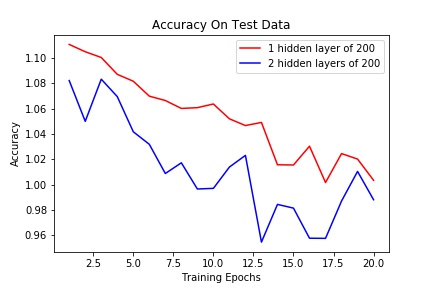 Accuracy On Test Data
1 hidden layer of 200
2 hidden layers of 200
1.10
1.08
1.06
1.04
1.02
1.00
0.98
0.96
Accuracy
2.5 5.0 7.5 10.0 12.5 15.0 17.5 20.0
Training Epochs